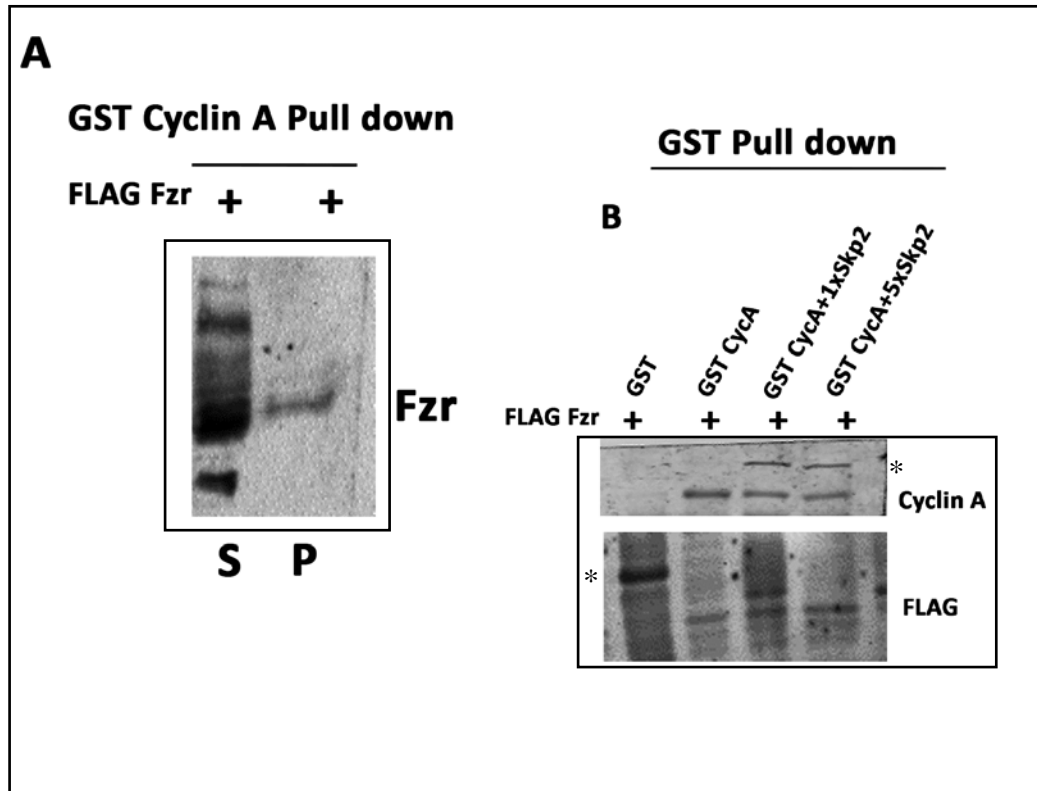 A
GST Cyclin A Pull down
FLAG Fzr + +
Fzr
S P
GST Pull down
B
GST
GST CycA
GST CycA+1xSkp2
GST CycA+5xSkp2
FLAG Fzr + + + +
*
Cyclin A
*
FLAG